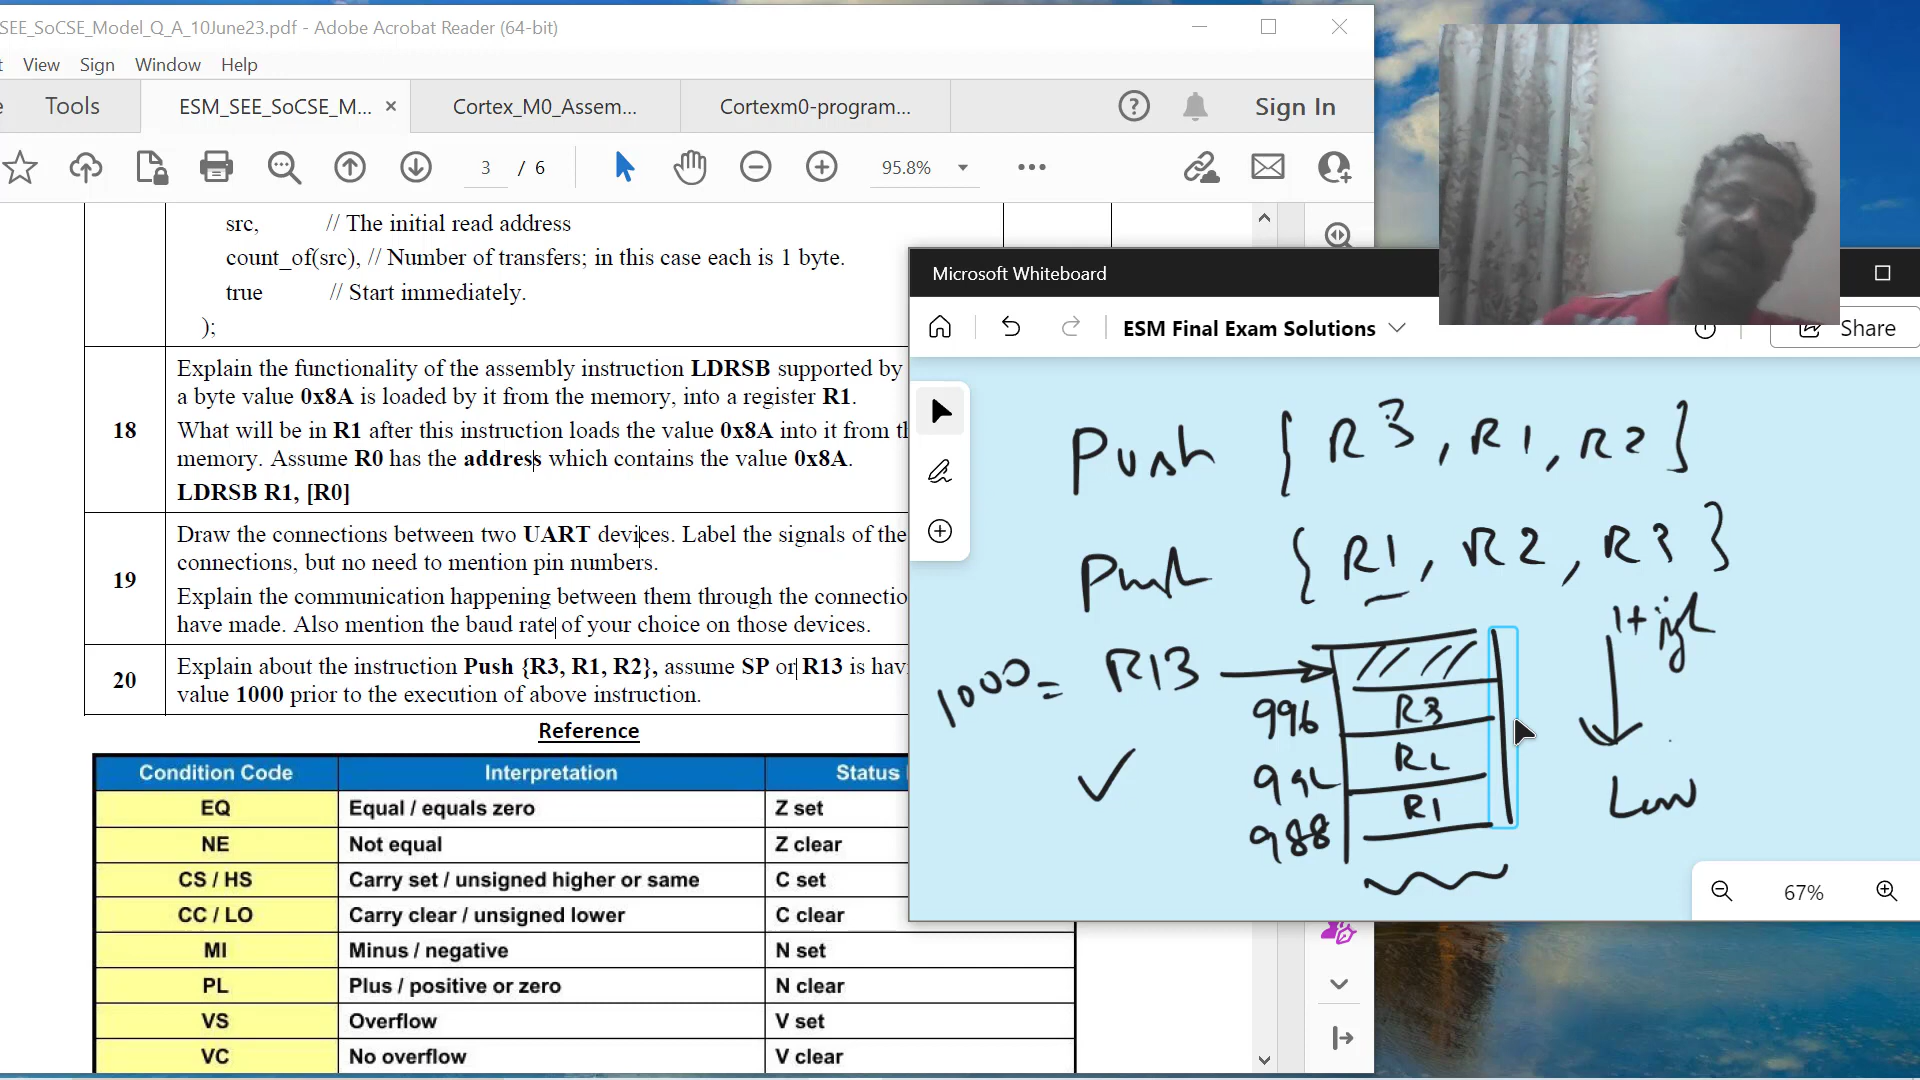 SEE_SoCSE_Model_Q_A_10June23.pdf - Adobe Acrobat Reader (64-bit)
View Sign Window Help
Tools ESM_SEE_SoCSE_M... × Cortex_M0_Assem... Cortexm0-program... Sign In
3 / 6 95.8%
src, // The initial read address
count_of(src), // Number of transfers; in this case each is 1 byte.
true // Start immediately.
);
18
Explain the functionality of the assembly instruction LDRSB supported by
a byte value 0x8A is loaded by it from the memory, into a register R1.
What will be in R1 after this instruction loads the value 0x8A into it from
memory. Assume R0 has the address which contains the value 0x8A.
LDRSB R1, [R0]
19
Draw the connections between two UART devices. Label the signals of the
connections, but no need to mention pin numbers.
Explain the communication happening between them through the
have made. Also mention the baud rate of your choice on those devices.
20
Explain about the instruction Push {R3, R1, R2}, assume SP or R13 is
value 1000 prior to the execution of above instruction.
Reference
Condition Code Interpretation Status
EQ Equal / equals zero Z set
NE Not equal Z clear
CS / HS Carry set / unsigned higher or same C set
CC / LO Carry clear / unsigned lower C clear
MI Minus / negative N set
PL Plus / positive or zero N clear
VS Overflow V set
VC No overflow V clear
Microsoft Whiteboard
ESM Final Exam Solutions Share
Push { R3, R1, R2 }
Push { R1, R2, R3 }
1000 = R13
High
996 R3
992 R2
988 R1
Low
67%